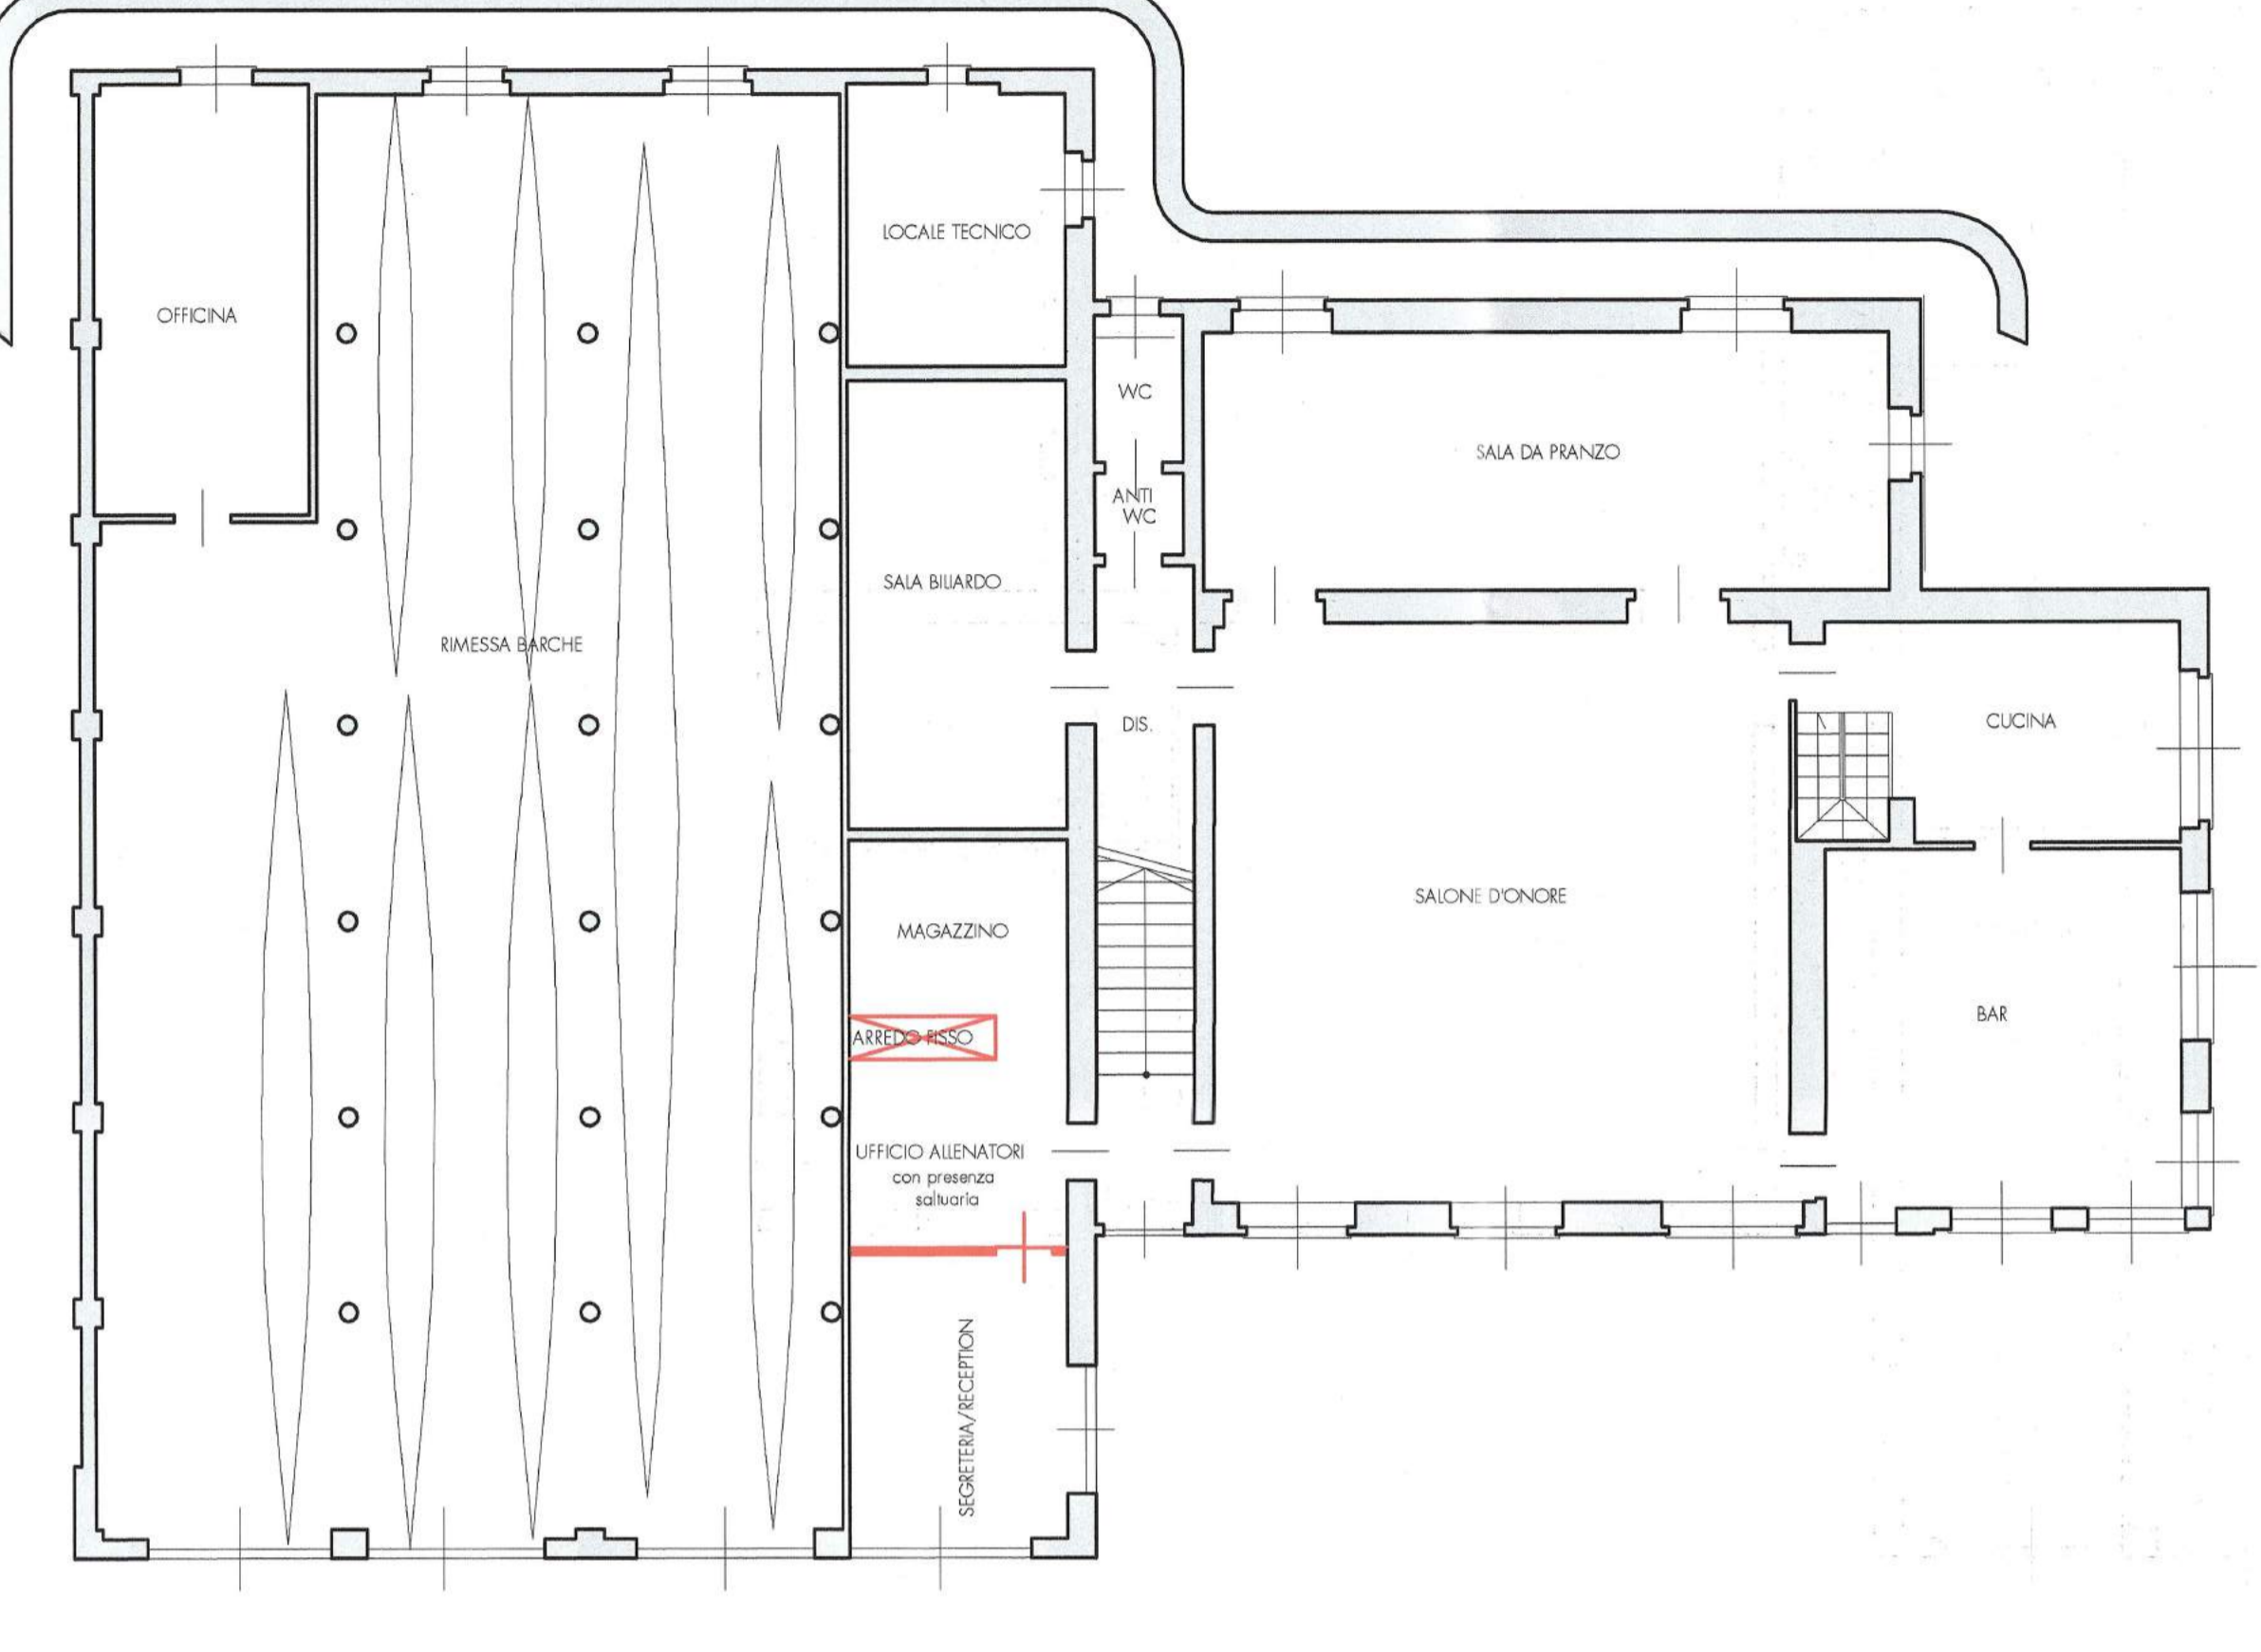 LOCALE TECNICO
OFFICINA
WC
SALA DA PRANZO
ANTI
WC
SALA BILIARDO
RIMESSA BARCHE
DIS.
CUCINA
SALONE D'ONORE
MAGAZZINO
BAR
ARREDO FISSO
UFFICIO ALLENATORI
con presenza
saltuaria
SEGRETERIA/RECEPTION